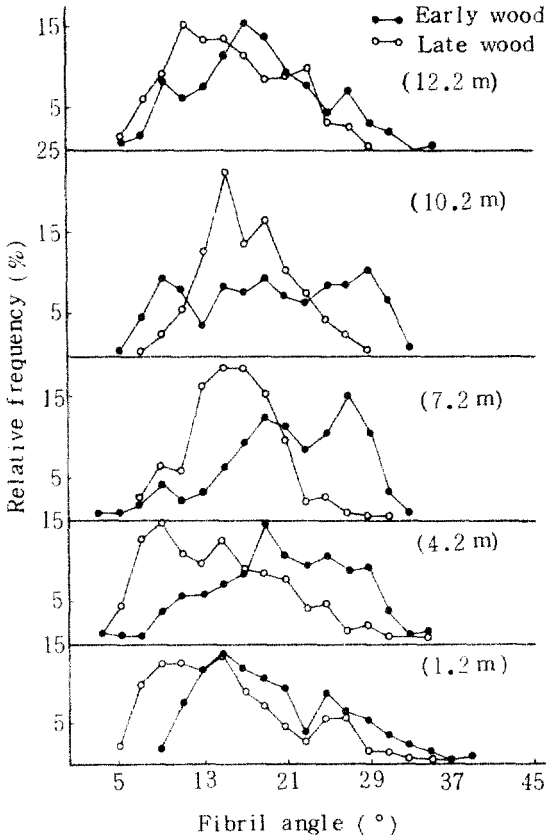 Early wood
Late wood
15
(12.2 m)
5
25
(10.2 m)
15
5
(7.2 m)
15
5
15
(4.2 m)
5
15
(1.2 m)
5
5 13 21 29 37 45
Relative frequency (%)
Fibril angle (°)